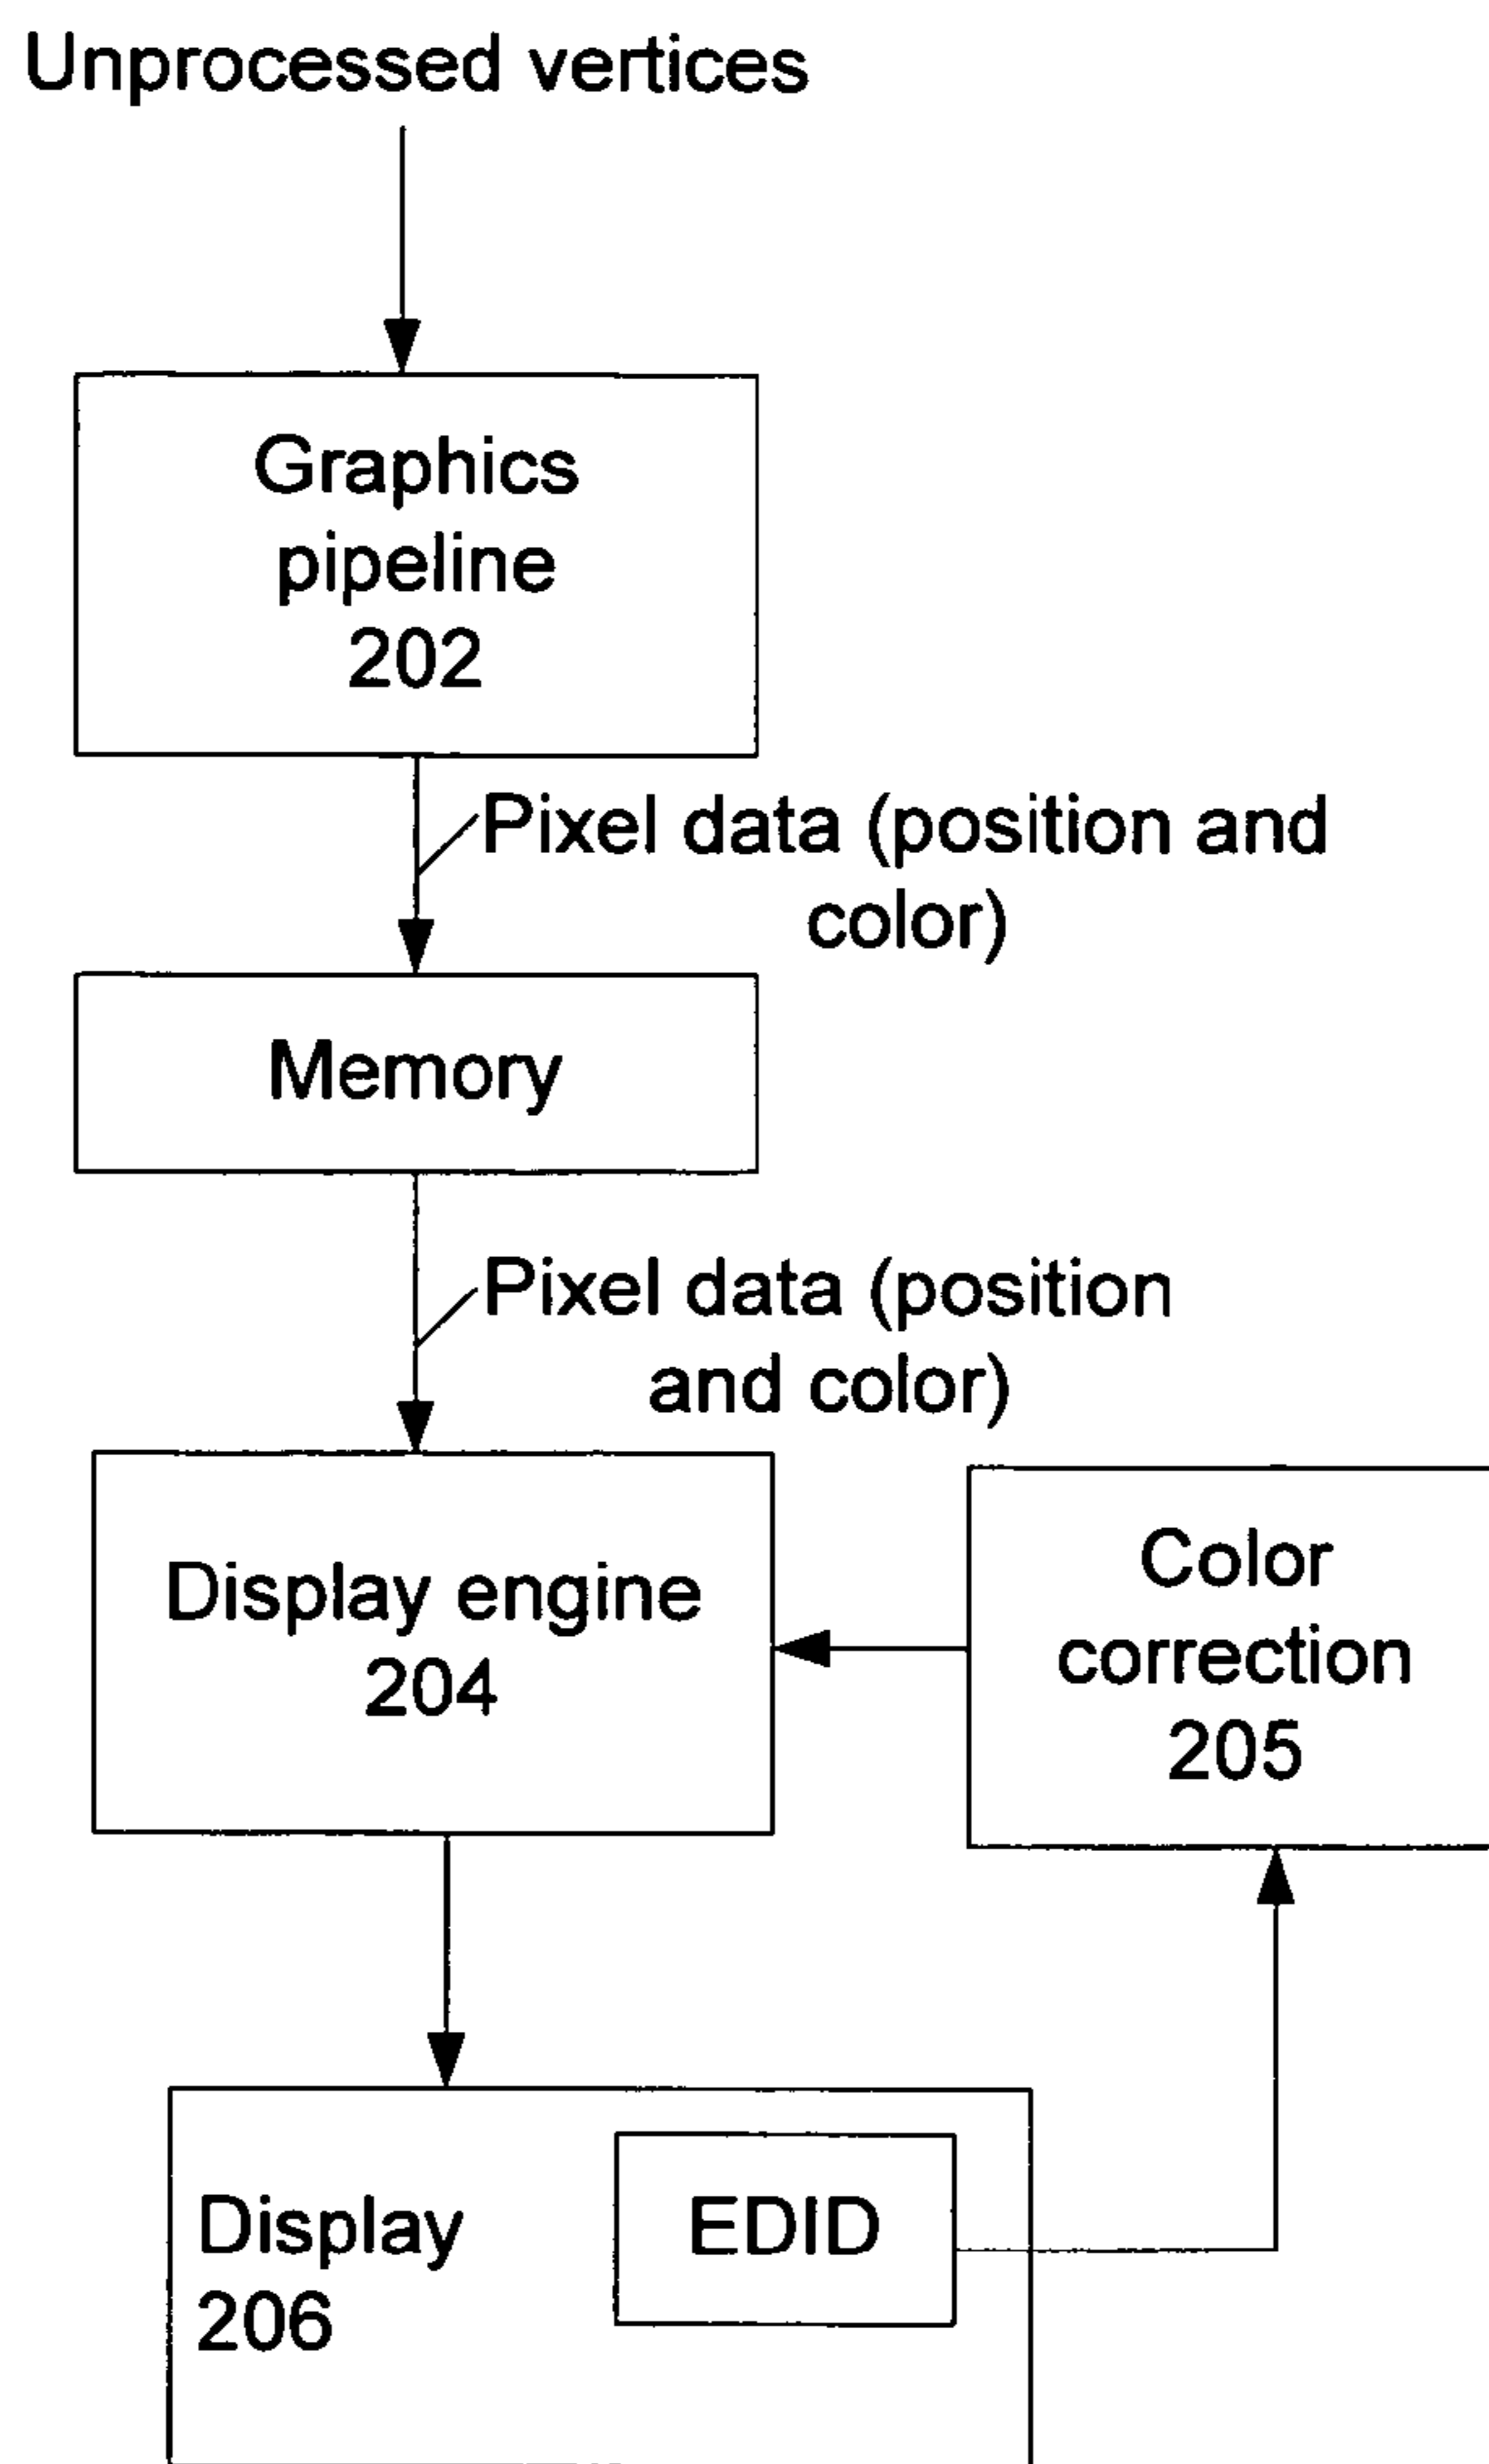 Unprocessed vertices
Graphics
pipeline
202
Pixel data (position and
color)
Memory
Pixel data (position
and color)
Display engine
204
Color
correction
205
Display
206
EDID